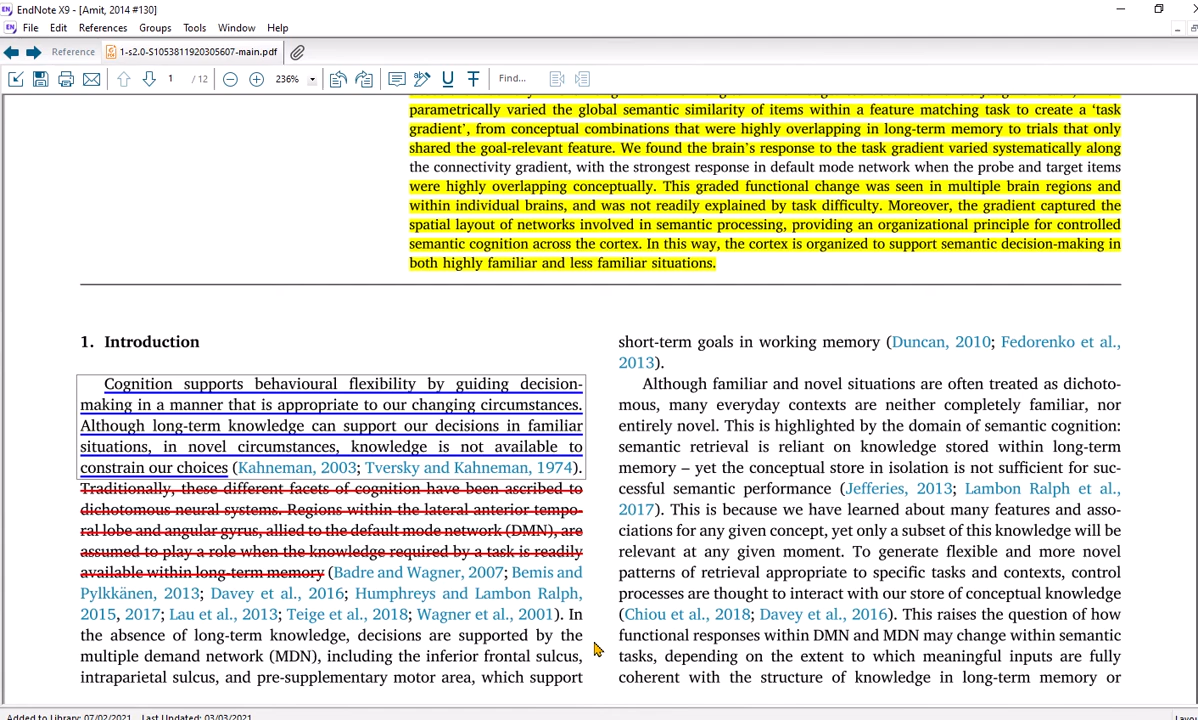 EndNote X9 - [Amit, 2014 #130]
File Edit References Groups Tools Window Help
Reference 1-s2.0-S1053811920305607-main.pdf
1 / 12 236% Find...
parametrically varied the global semantic similarity of items within a feature matching task to create a ‘task
gradient’, from conceptual combinations that were highly overlapping in long-term memory to trials that only
shared the goal-relevant feature. We found the brain’s response to the task gradient varied systematically along
the connectivity gradient, with the strongest response in default mode network when the probe and target items
were highly overlapping conceptually. This graded functional change was seen in multiple brain regions and
within individual brains, and was not readily explained by task difficulty. Moreover, the gradient captured the
spatial layout of networks involved in semantic processing, providing an organizational principle for controlled
semantic cognition across the cortex. In this way, the cortex is organized to support semantic decision-making in
both highly familiar and less familiar situations.
1. Introduction
Cognition supports behavioural flexibility by guiding decision-
making in a manner that is appropriate to our changing circumstances.
Although long-term knowledge can support our decisions in familiar
situations, in novel circumstances, knowledge is not available to
constrain our choices (Kahneman, 2003; Tversky and Kahneman, 1974).
Traditionally, these different facets of cognition have been ascribed to
dichotomous neural systems. Regions within the lateral anterior tempo-
ral lobe and angular gyrus, allied to the default mode network (DMN), are
assumed to play a role when the knowledge required by a task is readily
available within long-term memory (Badre and Wagner, 2007; Bemis and
Pylkkänen, 2013; Davey et al., 2016; Humphreys and Lambon Ralph,
2015, 2017; Lau et al., 2013; Teige et al., 2018; Wagner et al., 2001). In
the absence of long-term knowledge, decisions are supported by the
multiple demand network (MDN), including the inferior frontal sulcus,
intraparietal sulcus, and pre-supplementary motor area, which support
short-term goals in working memory (Duncan, 2010; Fedorenko et al.,
2013).
Although familiar and novel situations are often treated as dichoto-
mous, many everyday contexts are neither completely familiar, nor
entirely novel. This is highlighted by the domain of semantic cognition:
semantic retrieval is reliant on knowledge stored within long-term
memory – yet the conceptual store in isolation is not sufficient for suc-
cessful semantic performance (Jefferies, 2013; Lambon Ralph et al.,
2017). This is because we have learned about many features and asso-
ciations for any given concept, yet only a subset of this knowledge will be
relevant at any given moment. To generate flexible and more novel
patterns of retrieval appropriate to specific tasks and contexts, control
processes are thought to interact with our store of conceptual knowledge
(Chiou et al., 2018; Davey et al., 2016). This raises the question of how
functional responses within DMN and MDN may change within semantic
tasks, depending on the extent to which meaningful inputs are fully
coherent with the structure of knowledge in long-term memory or
Added to Library: 07/02/2021 Last Updated: 03/03/2021